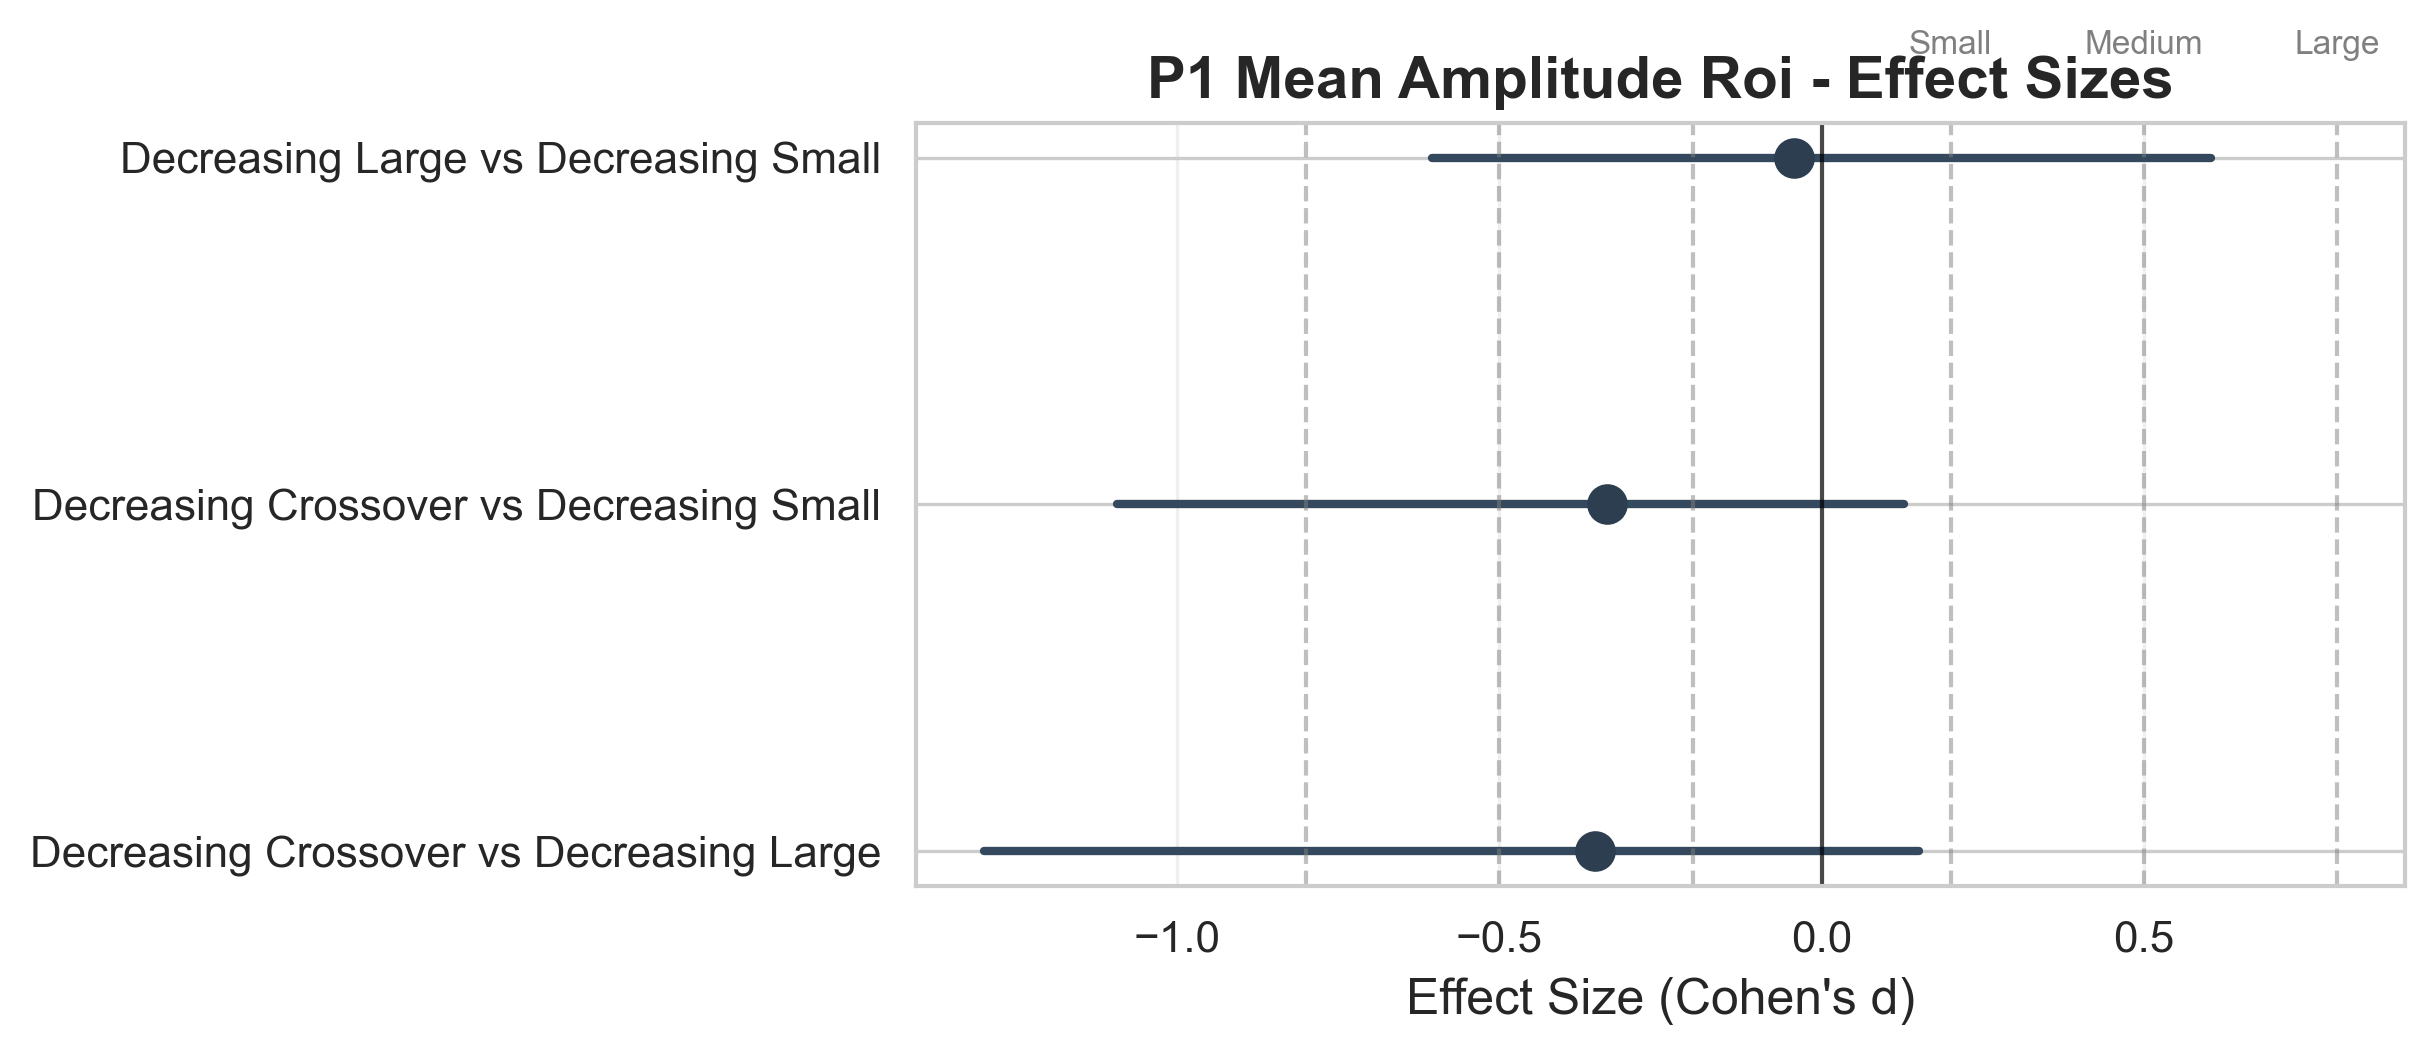 Small Medium Large
P1 Mean Amplitude Roi - Effect Sizes
Decreasing Large vs Decreasing Small
Decreasing Crossover vs Decreasing Small
Decreasing Crossover vs Decreasing Large
−1.0 −0.5 0.0 0.5
Effect Size (Cohen's d)